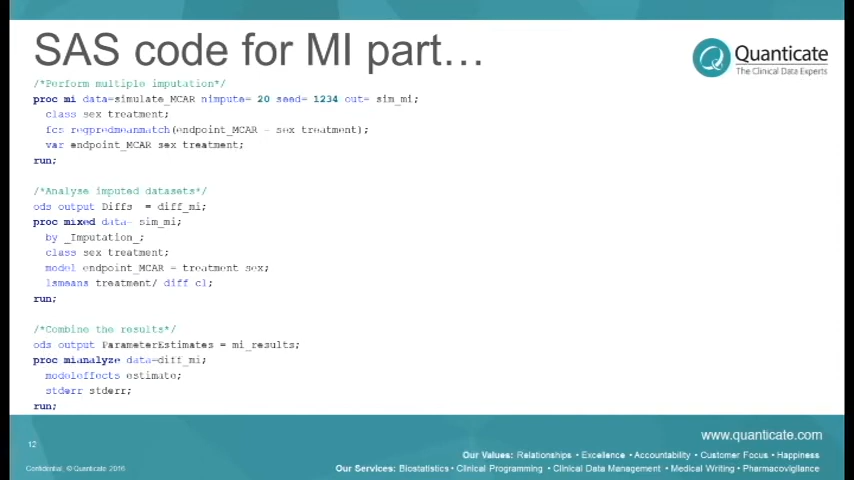 SAS code for MI part…
Quanticate
The Clinical Data Experts
/*Perform multiple imputation*/
proc mi data=simulate_MCAR nimpute= 20 seed= 1234 out= sim_mi;
class sex treatment;
fcs regpredmeanmatch(endpoint_MCAR = sex treatment);
var endpoint_MCAR sex treatment;
run;
/*Analyse imputed datasets*/
ods output Diffs = diff_mi;
proc mixed data= sim_mi;
by _Imputation_;
class sex treatment;
model endpoint_MCAR = treatment sex;
lsmeans treatment/ diff cl;
run;
/*Combine the results*/
ods output ParameterEstimates = mi_results;
proc mianalyze data=diff_mi;
modeleffects estimate;
stderr stderr;
run;
www.quanticate.com
12
Our Values: Relationships • Excellence • Accountability • Customer Focus • Happiness
Confidential; © Quanticate 2016
Our Services: Biostatistics • Clinical Programming • Clinical Data Management • Medical Writing • Pharmacovigilance